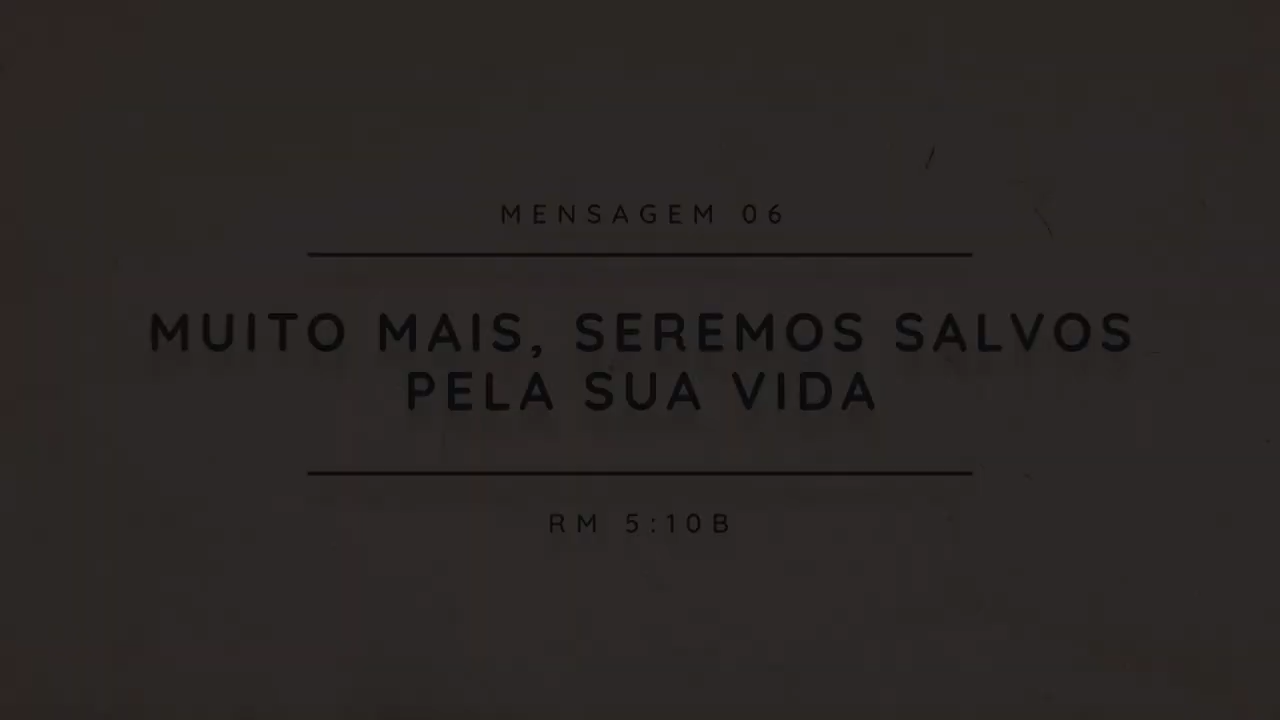 MENSAGEM 06
MUITO MAIS, SEREMOS SALVOS
PELA SUA VIDA
RM 5:10B